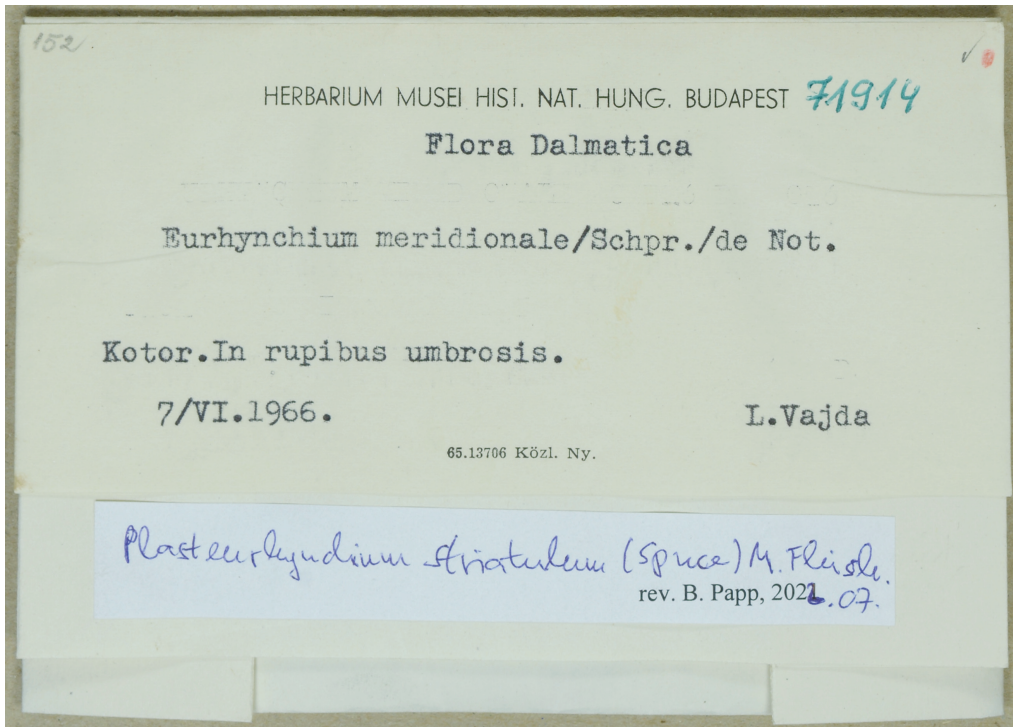 152.
HERBARIUM MUSEI HIST. NAT. HUNG. BUDAPEST 71914
Flora Dalmatica
Eurhynchium meridionale/Schpr./de Not.
Kotor.In rupibus umbrosis.
7/VI.1966.
L.Vajda
65.13706 Közl. Ny.
Plasteurhynchium striatulum (Spruce) M. Fleisch.
rev. B. Papp, 2022.07.